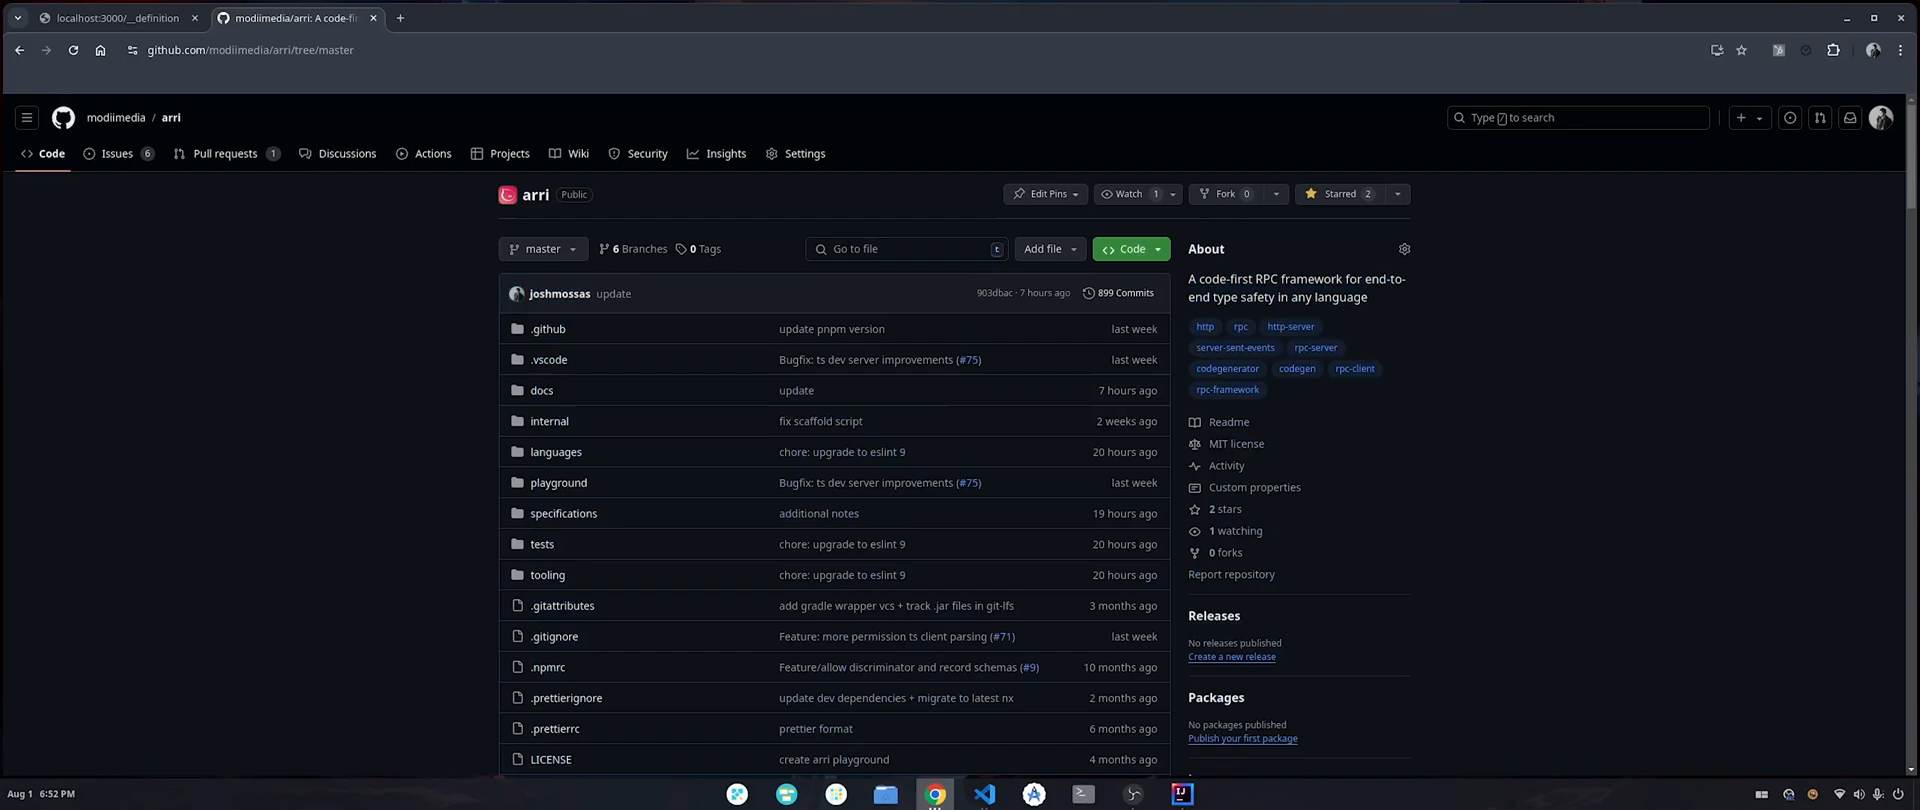 localhost:3000/__definition
modiimedia/arri: A code-fir
github.com/modiimedia/arri/tree/master
modiimedia / arri
Type / to search
Code
Issues 6
Pull requests 1
Discussions
Actions
Projects
Wiki
Security
Insights
Settings
arri Public
Edit Pins
Watch 1
Fork 0
Starred 2
master
6 Branches
0 Tags
Go to file
t
Add file
Code
joshmossas update
903dbac · 7 hours ago
899 Commits
.github update pnpm version last week
.vscode Bugfix: ts dev server improvements (#75) last week
docs update 7 hours ago
internal fix scaffold script 2 weeks ago
languages chore: upgrade to eslint 9 20 hours ago
playground Bugfix: ts dev server improvements (#75) last week
specifications additional notes 19 hours ago
tests chore: upgrade to eslint 9 20 hours ago
tooling chore: upgrade to eslint 9 20 hours ago
.gitattributes add gradle wrapper vcs + track .jar files in git-lfs 3 months ago
.gitignore Feature: more permission ts client parsing (#71) last week
.npmrc Feature/allow discriminator and record schemas (#9) 10 months ago
.prettierignore update dev dependencies + migrate to latest nx 2 months ago
.prettierrc prettier format 6 months ago
LICENSE create arri playground 4 months ago
About
A code-first RPC framework for end-to-
end type safety in any language
http rpc http-server
server-sent-events rpc-server
codegenerator codegen rpc-client
rpc-framework
Readme
MIT license
Activity
Custom properties
2 stars
1 watching
0 forks
Report repository
Releases
No releases published
Create a new release
Packages
No packages published
Publish your first package
Aug 1 6:52 PM